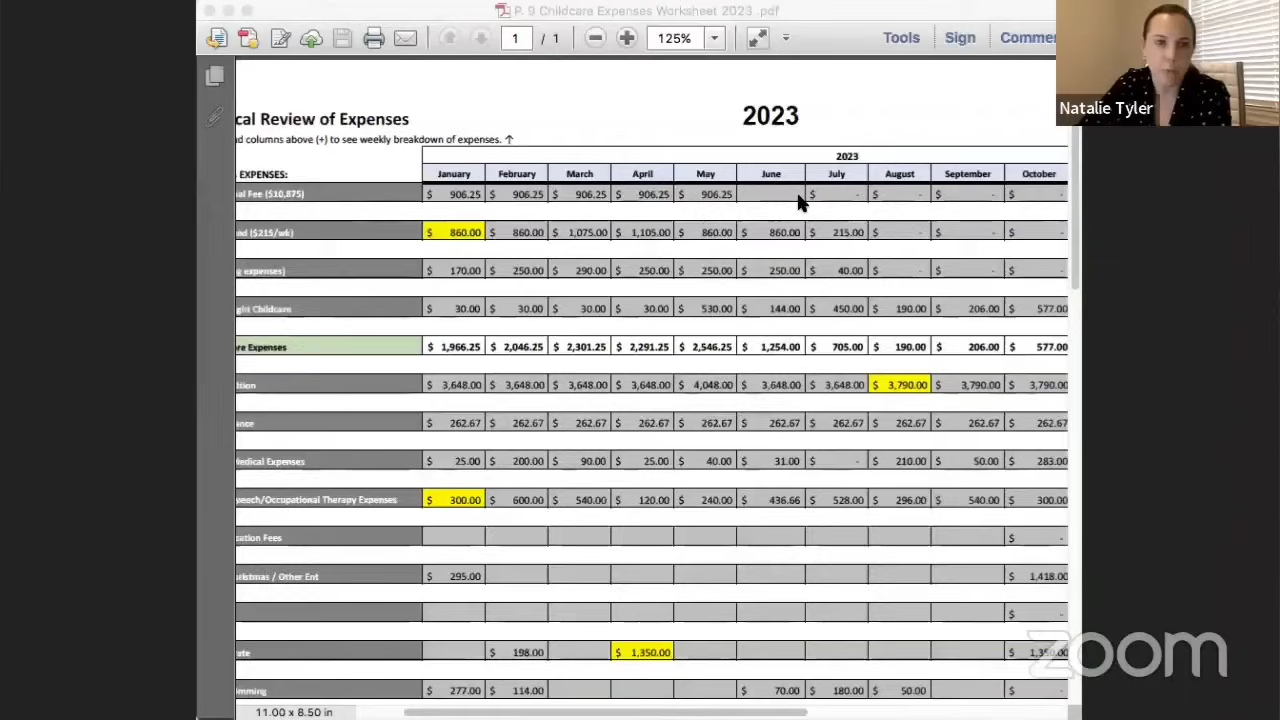 P. 9 Childcare Expenses Worksheet 2023 .pdf
1 / 1 125% Tools Sign Comme
Natalie Tyler
cal Review of Expenses 2023
nd columns above (+) to see weekly breakdown of expenses. ↑
2023
EXPENSES: January February March April May June July August September October
al Fee ($10,875) $ 906.25 $ 906.25 $ 906.25 $ 906.25 $ 906.25 $ - $ - $ - $ -
nd ($215/wk) $ 860.00 $ 860.00 $ 1,075.00 $ 1,105.00 $ 860.00 $ 860.00 $ 215.00 $ - $ - $ -
g expenses) $ 170.00 $ 250.00 $ 290.00 $ 250.00 $ 250.00 $ 250.00 $ 40.00 $ - $ - $ -
ght Childcare $ 30.00 $ 30.00 $ 30.00 $ 30.00 $ 530.00 $ 144.00 $ 450.00 $ 190.00 $ 206.00 $ 577.00
re Expenses $ 1,966.25 $ 2,046.25 $ 2,301.25 $ 2,291.25 $ 2,546.25 $ 1,254.00 $ 705.00 $ 190.00 $ 206.00 $ 577.00
ition $ 3,648.00 $ 3,648.00 $ 3,648.00 $ 3,648.00 $ 4,048.00 $ 3,648.00 $ 3,648.00 $ 3,790.00 $ 3,790.00 $ 3,790.00
ance $ 262.67 $ 262.67 $ 262.67 $ 262.67 $ 262.67 $ 262.67 $ 262.67 $ 262.67 $ 262.67 $ 262.67
Medical Expenses $ 25.00 $ 200.00 $ 90.00 $ 25.00 $ 40.00 $ 31.00 $ - $ 210.00 $ 50.00 $ 283.00
eech/Occupational Therapy Expenses $ 300.00 $ 600.00 $ 540.00 $ 120.00 $ 240.00 $ 436.66 $ 528.00 $ 296.00 $ 540.00 $ 300.00
ation Fees $ -
ristmas / Other Ent $ 295.00 $ 1,418.00
$ -
ute $ 198.00 $ 1,350.00 $ 1,350.00
mming $ 277.00 $ 114.00 $ 70.00 $ 180.00 $ 50.00 $ -
zoom
11.00 x 8.50 in